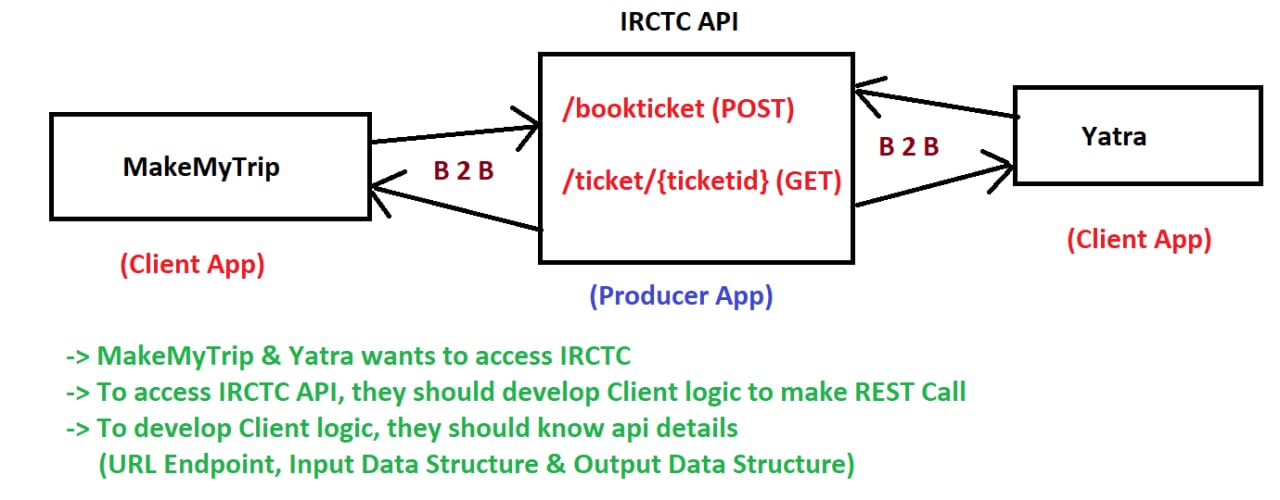 IRCTC API
/bookticket (POST)
/ticket/{ticketid} (GET)
MakeMyTrip
B 2 B
B 2 B
Yatra
(Client App)
(Producer App)
(Client App)
-> MakeMyTrip & Yatra wants to access IRCTC
-> To access IRCTC API, they should develop Client logic to make REST Call
-> To develop Client logic, they should know api details
(URL Endpoint, Input Data Structure & Output Data Structure)